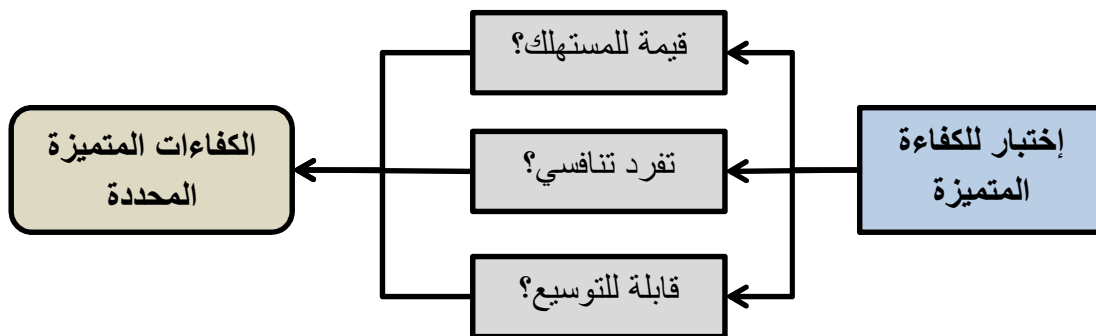 إختبار للكفاءة
المتميزة
قيمة للمستهلك؟
تفرد تنافسي؟
قابلة للتوسيع؟
الكفاءات المتميزة
المحددة